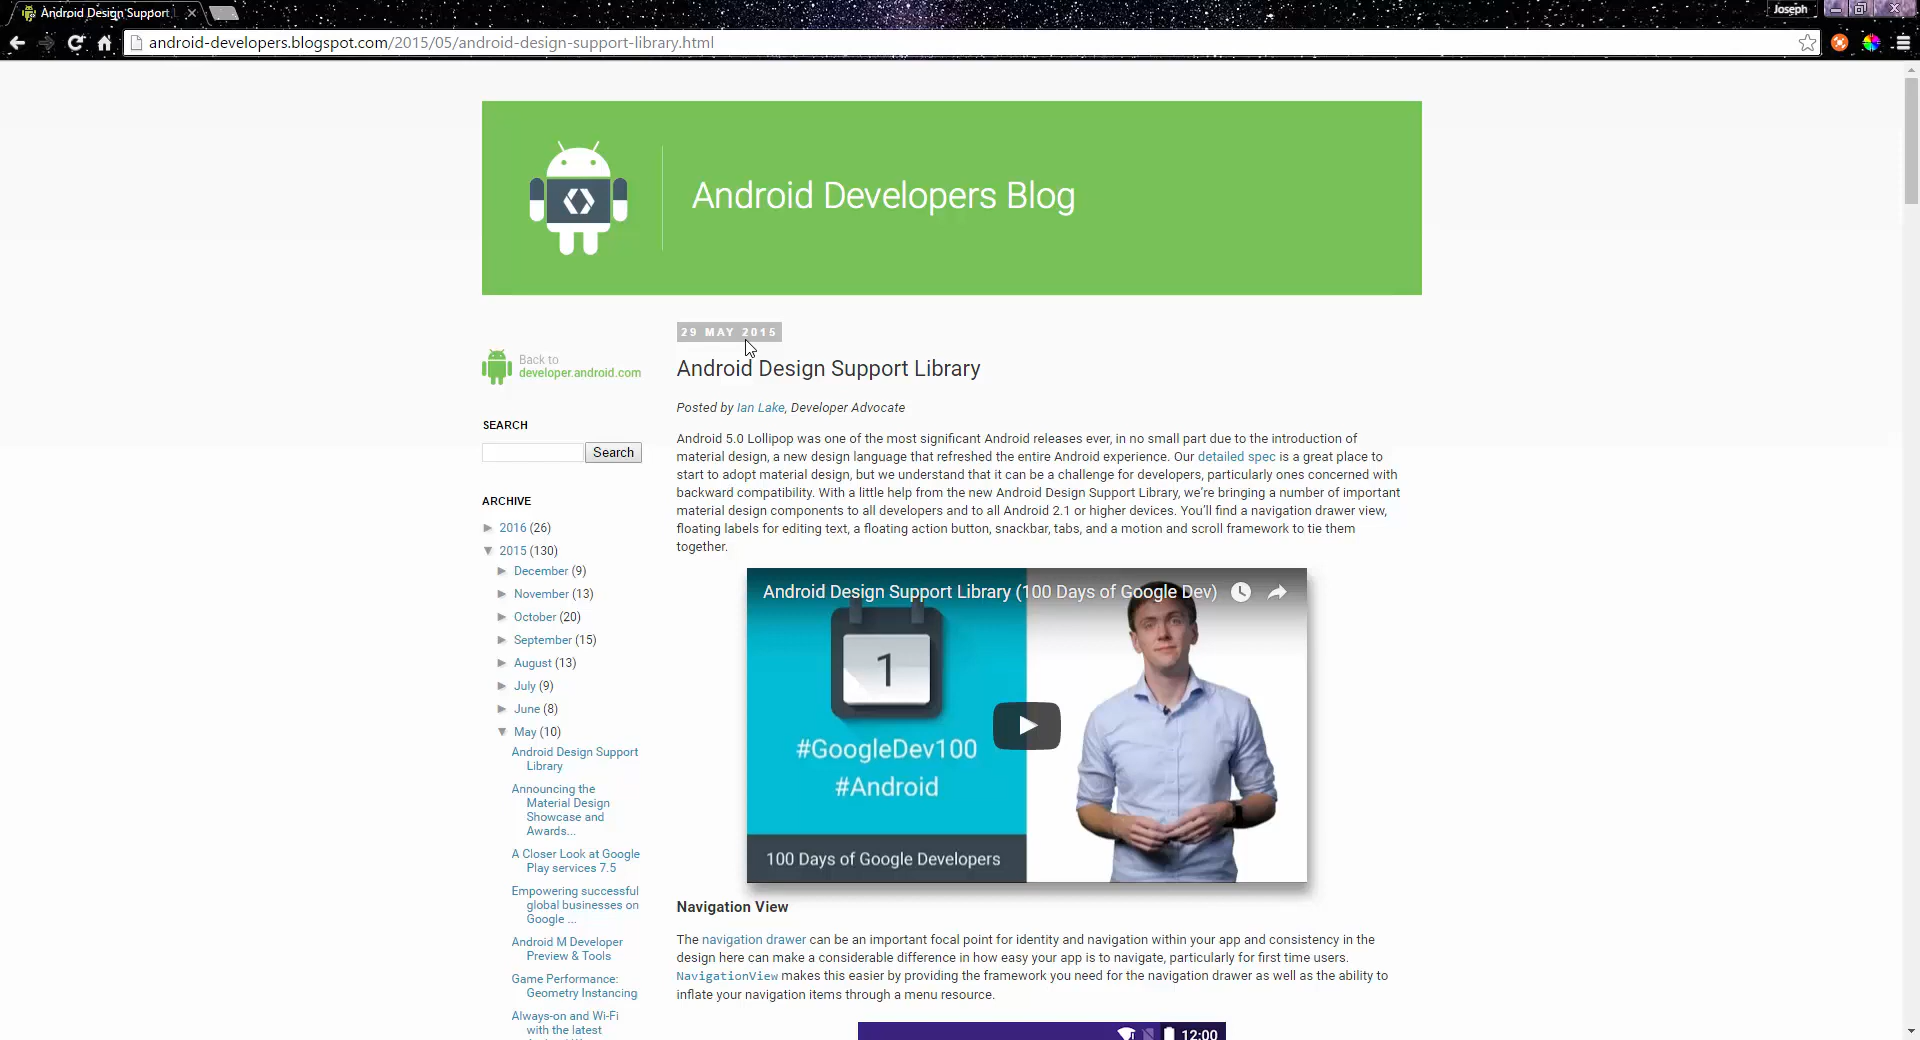 Android Design Support
Joseph
android-developers.blogspot.com/2015/05/android-design-support-library.html
Android Developers Blog
29 MAY 2015
Back to
developer.android.com
Android Design Support Library
Posted by Ian Lake, Developer Advocate
SEARCH
Search
Android 5.0 Lollipop was one of the most significant Android releases ever, in no small part due to the introduction of
material design, a new design language that refreshed the entire Android experience. Our detailed spec is a great place to
start to adopt material design, but we understand that it can be a challenge for developers, particularly ones concerned with
backward compatibility. With a little help from the new Android Design Support Library, we’re bringing a number of important
material design components to all developers and to all Android 2.1 or higher devices. You’ll find a navigation drawer view,
floating labels for editing text, a floating action button, snackbar, tabs, and a motion and scroll framework to tie them
together.
ARCHIVE
► 2016 (26)
▼ 2015 (130)
► December (9)
► November (13)
► October (20)
► September (15)
► August (13)
► July (9)
► June (8)
▼ May (10)
Android Design Support
Library
Announcing the
Material Design
Showcase and
Awards...
A Closer Look at Google
Play services 7.5
Empowering successful
global businesses on
Google ...
Android M Developer
Preview & Tools
Game Performance:
Geometry Instancing
Always-on and Wi-Fi
with the latest
Android Design Support Library (100 Days of Google Dev)
1
#GoogleDev100
#Android
100 Days of Google Developers
Navigation View
The navigation drawer can be an important focal point for identity and navigation within your app and consistency in the
design here can make a considerable difference in how easy your app is to navigate, particularly for first time users.
NavigationView makes this easier by providing the framework you need for the navigation drawer as well as the ability to
inflate your navigation items through a menu resource.
12:00